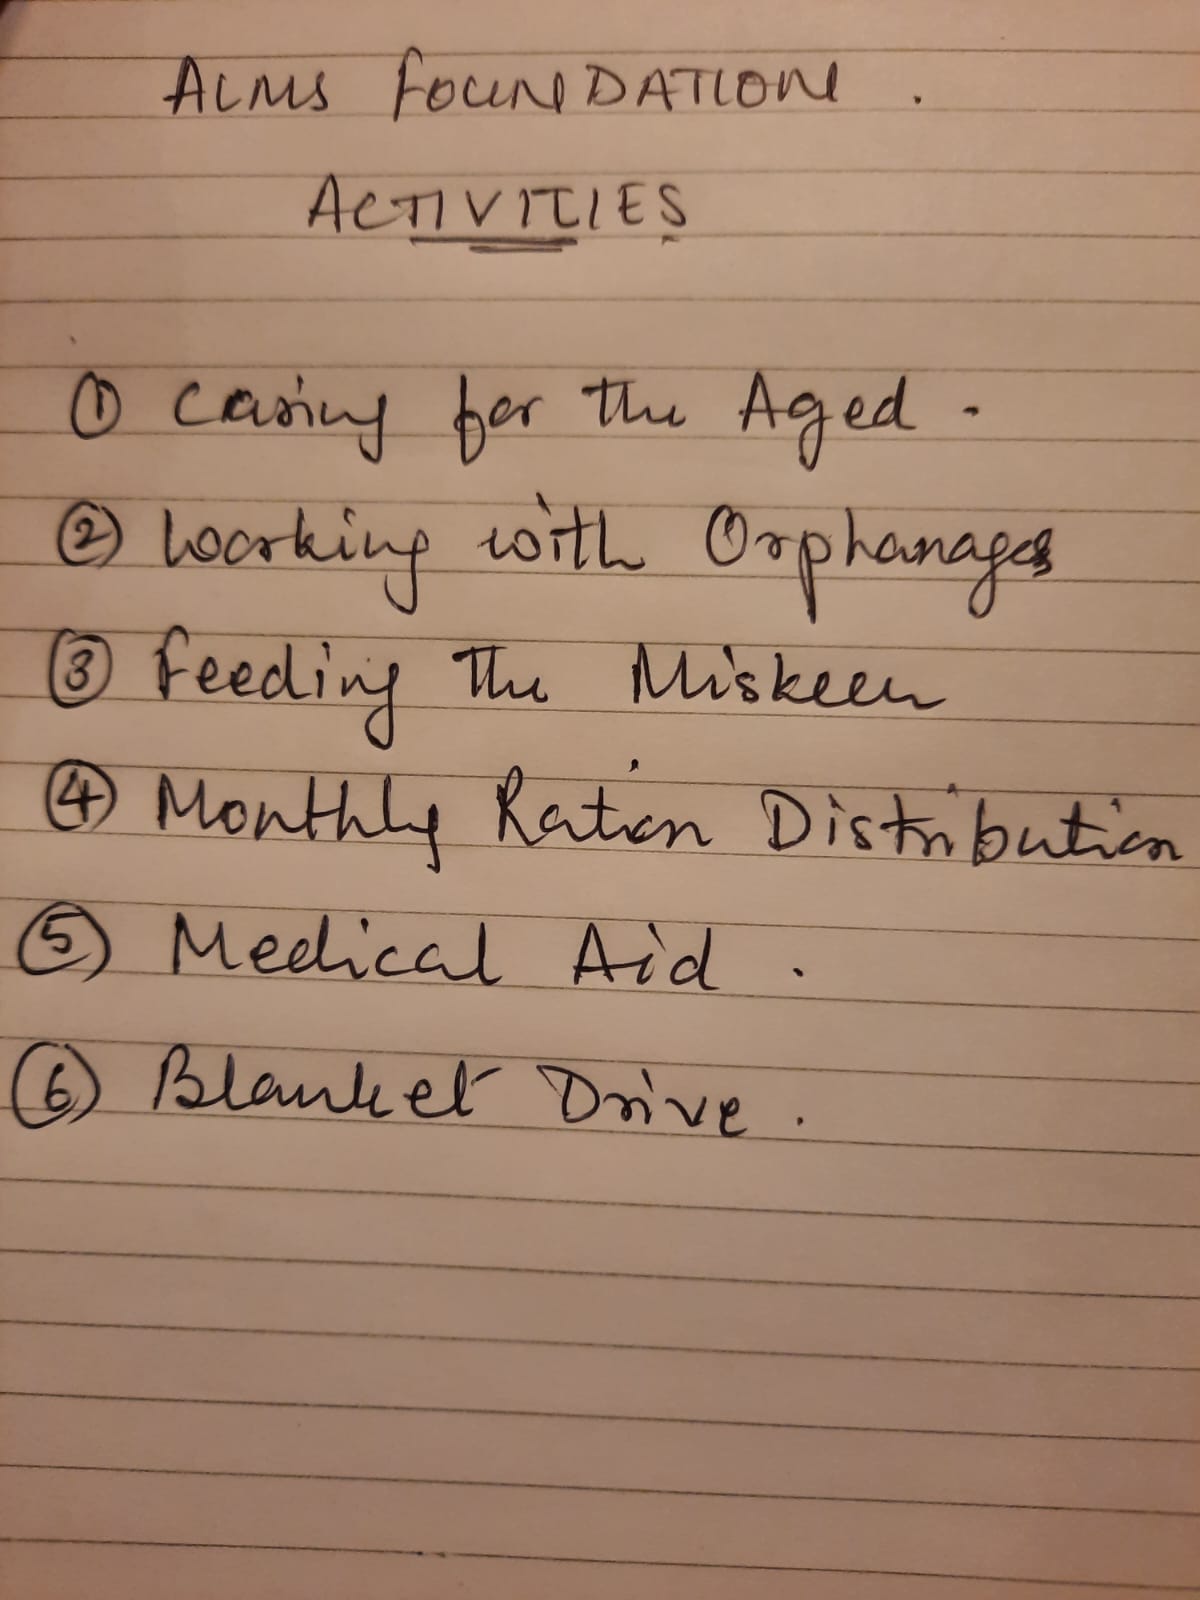 ALMS FOUNDATION .
ACTIVITIES
① Caring for the Aged .
② Working with Orphanages
③ Feeding The Miskeen
④ Monthly Ration Distribution
⑤ Medical Aid .
⑥ Blanket Drive .